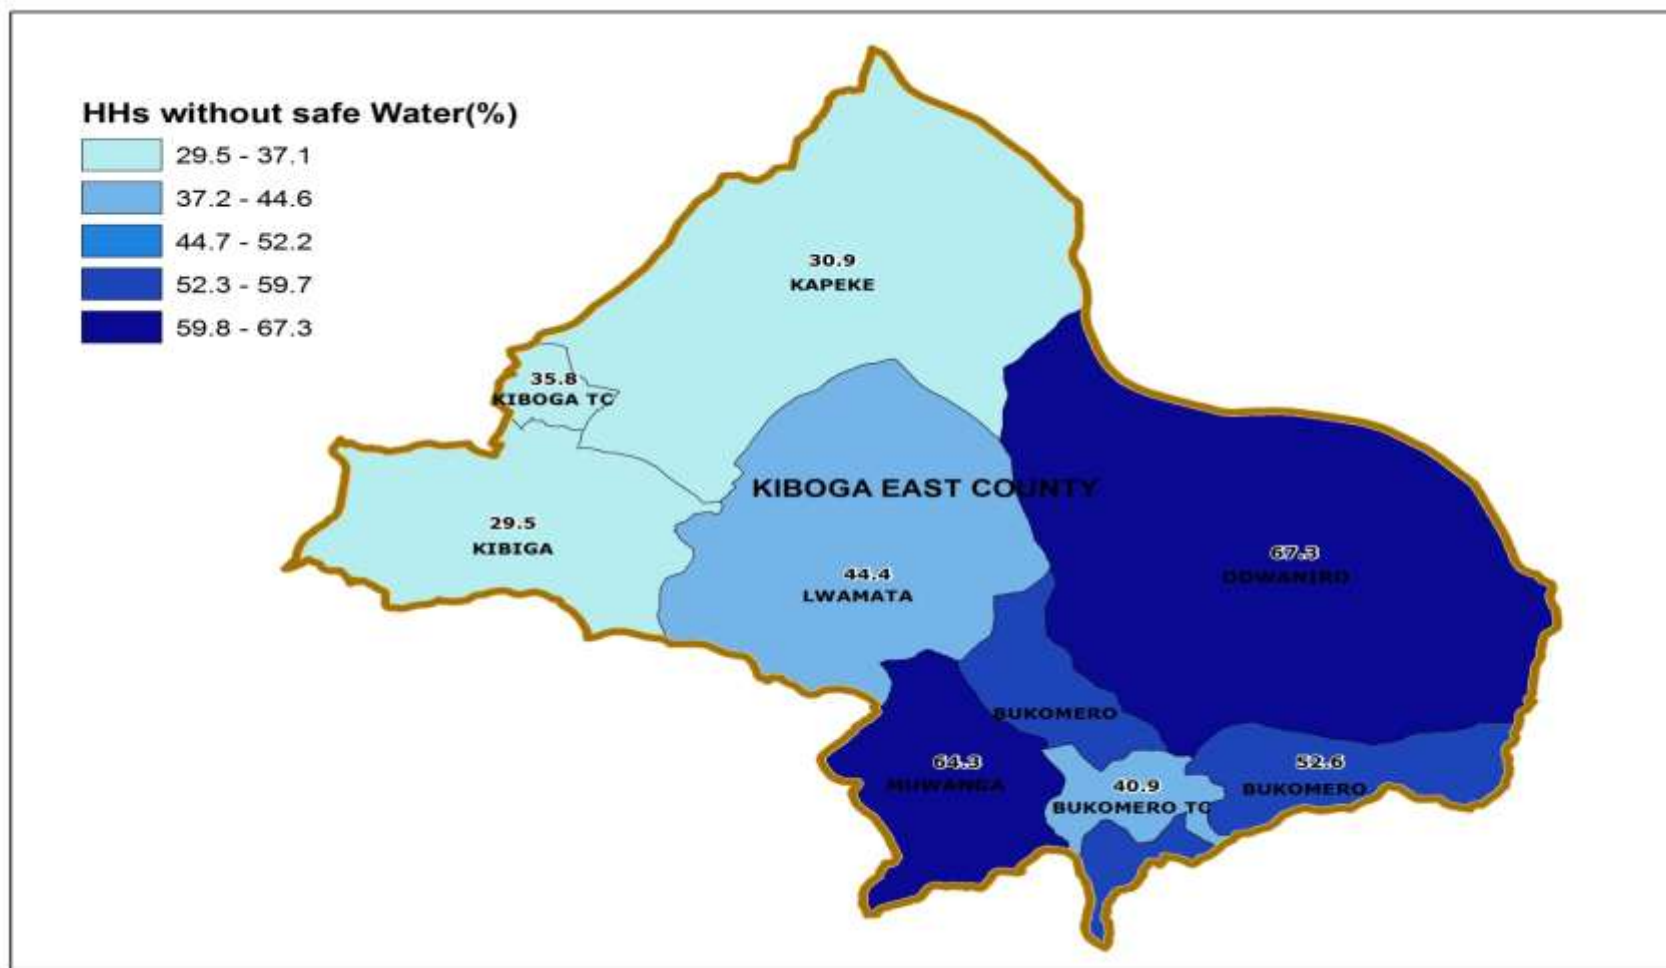 HHs without safe Water(%)
29.5 - 37.1
37.2 - 44.6
44.7 - 52.2
52.3 - 59.7
59.8 - 67.3
30.9
KAPEKE
35.8
KIBOGA TC
KIBOGA EAST COUNTY
29.5
KIBIGA
44.4
LWAMATA
67.3
DDWANIRO
BUKOMERO
64.3
MUWANGA
40.9
BUKOMERO TC
52.6
BUKOMERO